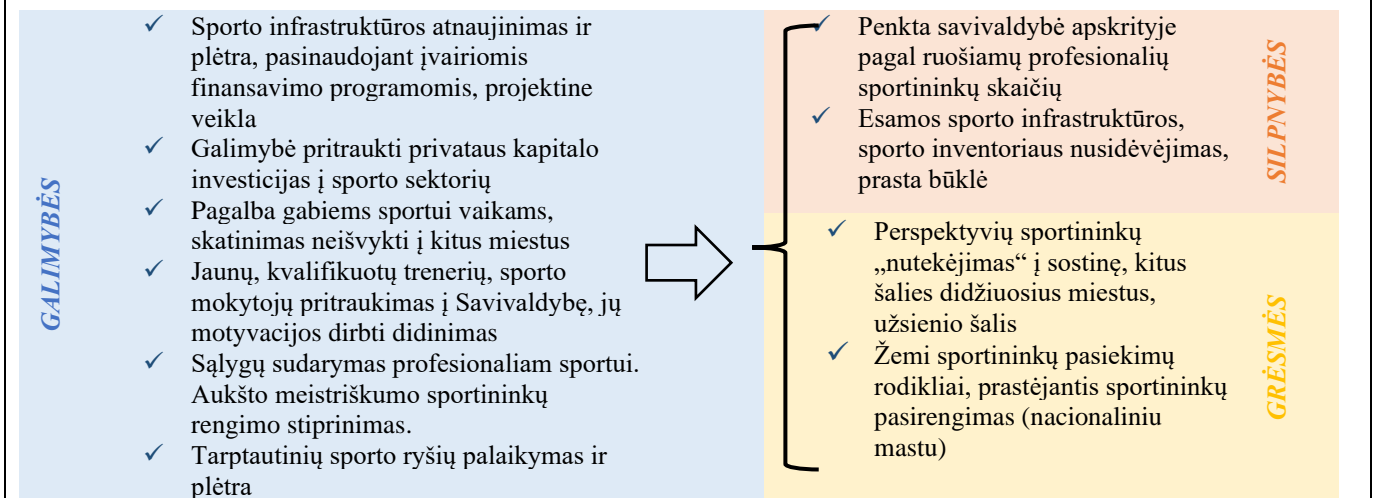 GALIMYBĖS
Sporto infrastruktūros atnaujinimas ir
plėtra, pasinaudojant įvairiomis
finansavimo programomis, projektine
veikla
Galimybė pritraukti privataus kapitalo
investicijas į sporto sektorių
Pagalba gabiems sportui vaikams,
skatinimas neišvykti į kitus miestus
Jaunų, kvalifikuotų trenerių, sporto
mokytojų pritraukimas į Savivaldybę, jų
motyvacijos dirbti didinimas
Sąlygų sudarymas profesionaliam sportui.
Aukšto meistriškumo sportininkų
rengimo stiprinimas.
Tarptautinių sporto ryšių palaikymas ir
plėtra
Penkta savivaldybė apskrityje
pagal ruošiamų profesionalių
sportininkų skaičių
Esamos sporto infrastruktūros,
sporto inventoriaus nusidėvėjimas,
prasta būklė
SILPNYBĖS
Perspektyvių sportininkų
„nutekėjimas“ į sostinę, kitus
šalies didžiuosius miestus,
užsienio šalis
Žemi sportininkų pasiekimų
rodikliai, prastėjantis sportininkų
pasirengimas (nacionaliniu
mastu)
GRĖSMĖS